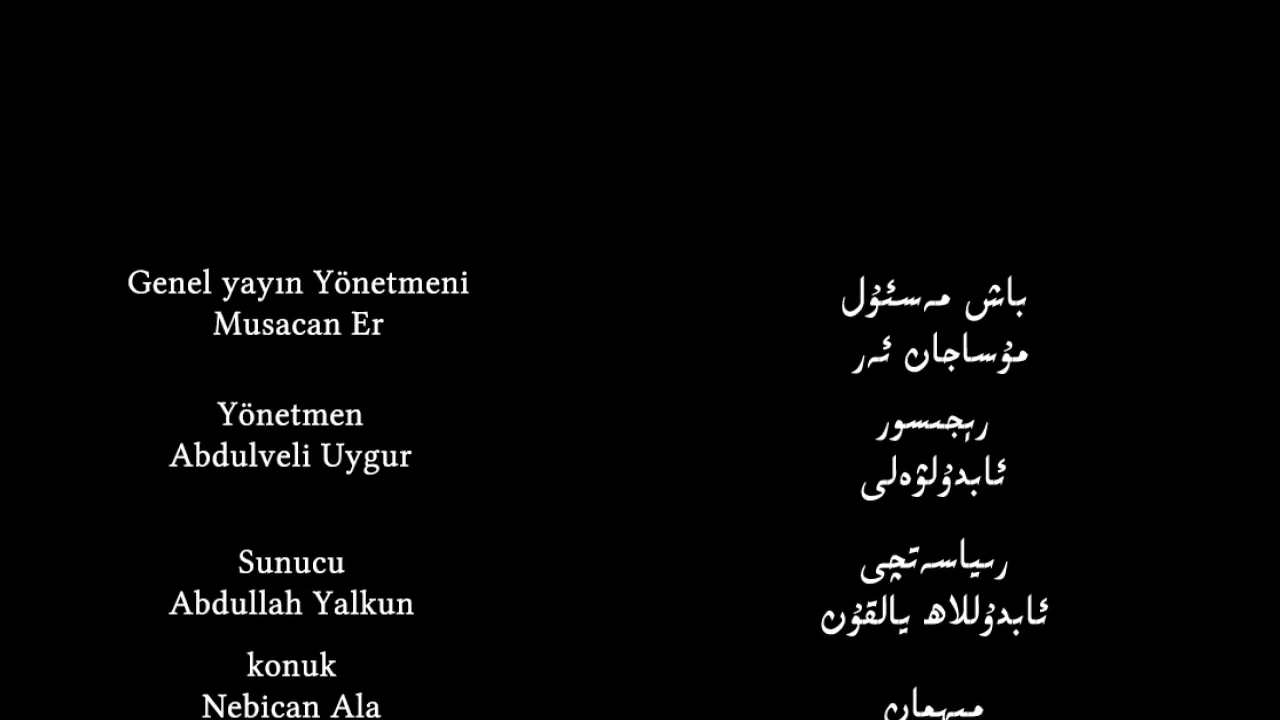 Genel yayın Yönetmeni
Musacan Er
Yönetmen
Abdulveli Uygur
Sunucu
Abdullah Yalkun
konuk
Nebican Ala
باش مەسئۇل
مۇساجان ئەر
رېجىسسور
ئابدۇلۋەلى
رىياسەتچى
ئابدۇللاھ يالقۇن
مىھمان